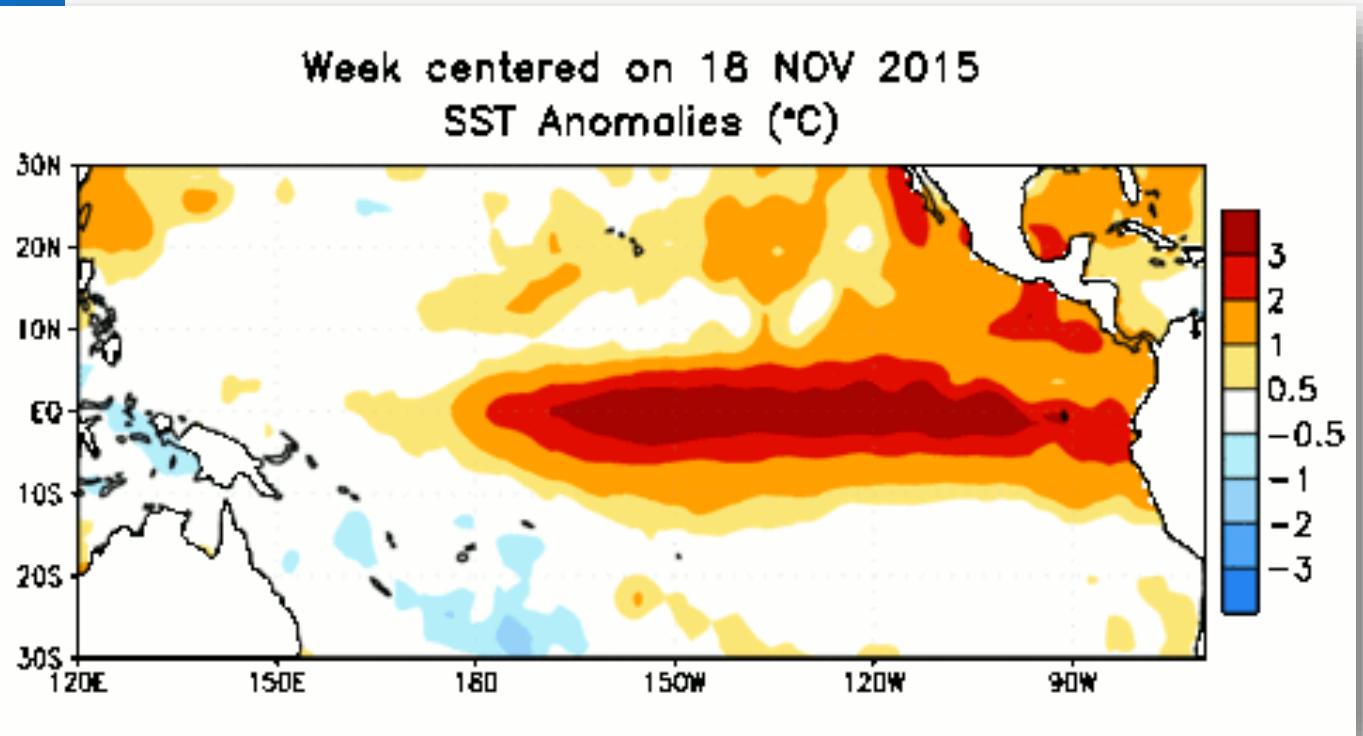 Week centered on 18 NOV 2015
SST Anomalies (°C)
30N
20N
10N
EQ
10S
20S
30S
120E 150E 180 150W 120W 90W
3
2
1
0.5
-0.5
-1
-2
-3